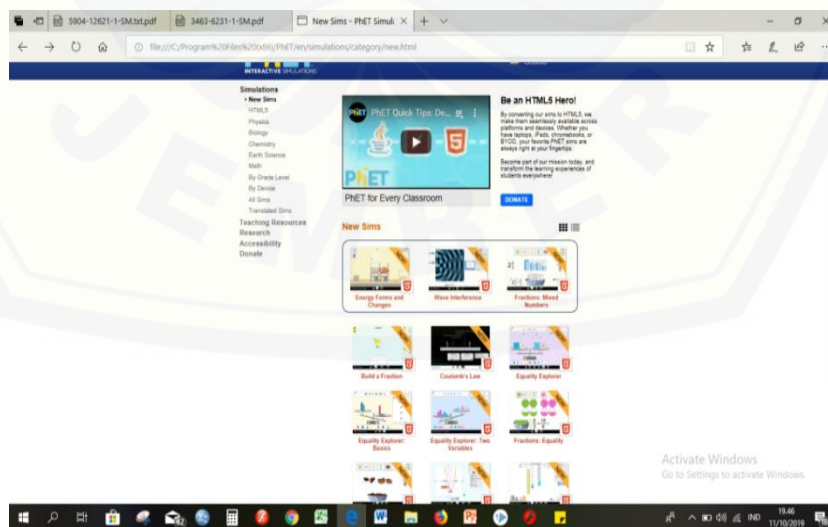 5904-12621-1-SM.txt.pdf
3463-6231-1-SM.pdf
New Sims - PhET Simula
file:///C:/Program%20Files%20(x86)/PhET/en/simulations/category/new.html
INTERACTIVE SIMULATIONS
Simulations
New Sims
HTML5
Physics
Biology
Chemistry
Earth Science
Math
By Grade Level
By Device
All Sims
Translated Sims
Teaching Resources
Research
Accessibility
Donate
PhET Quick Tips: De...
PhET
PhET for Every Classroom
Be an HTML5 Hero!
By converting our sims to HTML5, we
make them seamlessly available across
platforms and devices. Whether you
have laptops, iPads, chromebooks, or
BYOD, your favorite PhET sims are
always right at your fingertips.
Become part of our mission today, and
transform the learning experiences of
students everywhere!
DONATE
New Sims
Energy Forms and
Changes
Wave Interference
Fractions: Mixed
Numbers
Build a Fraction
Coulomb's Law
Equality Explorer
Equality Explorer:
Basics
Equality Explorer: Two
Variables
Fractions: Equality
Activate Windows
Go to Settings to activate Windows.
IND
19.46
11/10/2019